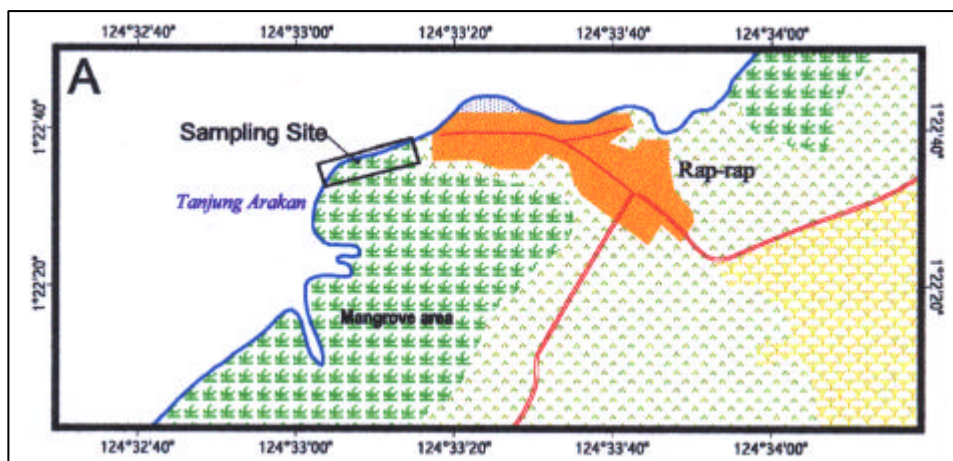 124°32'40" 124°33'00" 124°33'20" 124°33'40" 124°34'00"
A
1°22'40" 1°22'40"
Sampling Site
Rap-rap
Tanjung Arakan
1°22'20" 1°22'20"
Mangrove area
124°32'40" 124°33'00" 124°33'20" 124°33'40" 124°34'00"